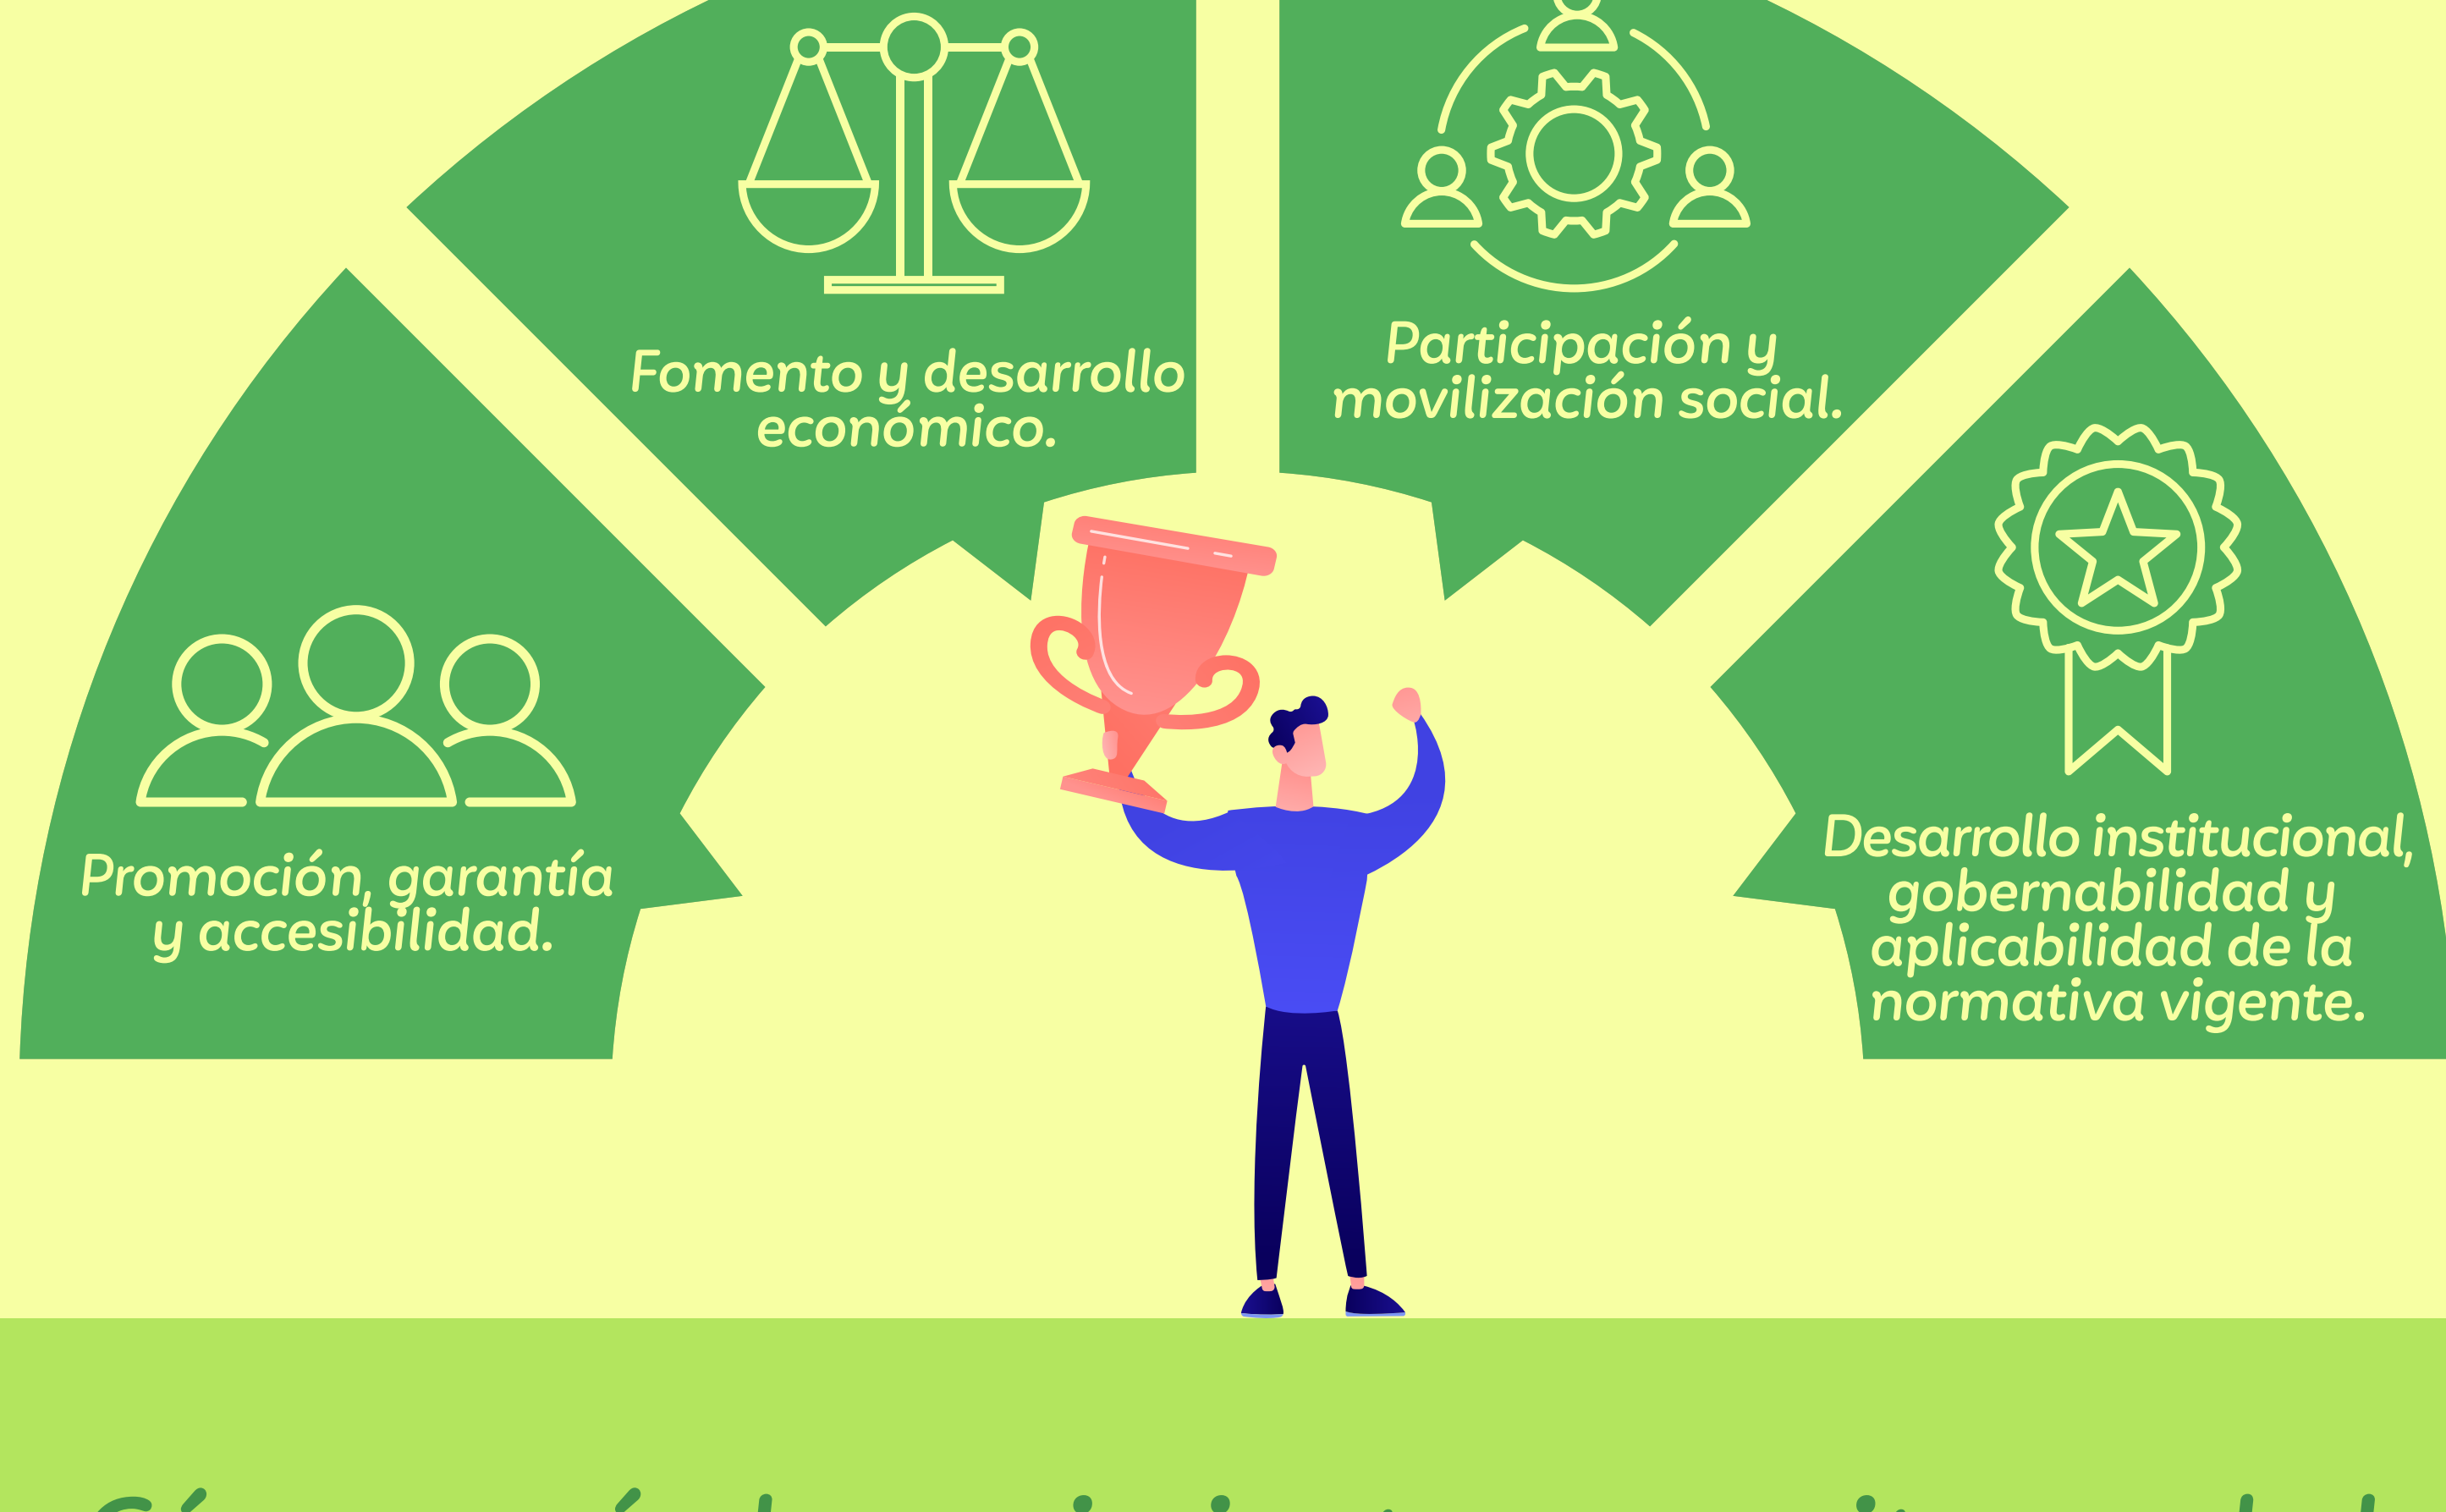 Fomento y desarrollo
económico.
Participación y
movilización social.
Promoción, garantía
y accesibilidad.
Desarrollo institucional,
gobernabilidad y
aplicabilidad de la
normativa vigente.